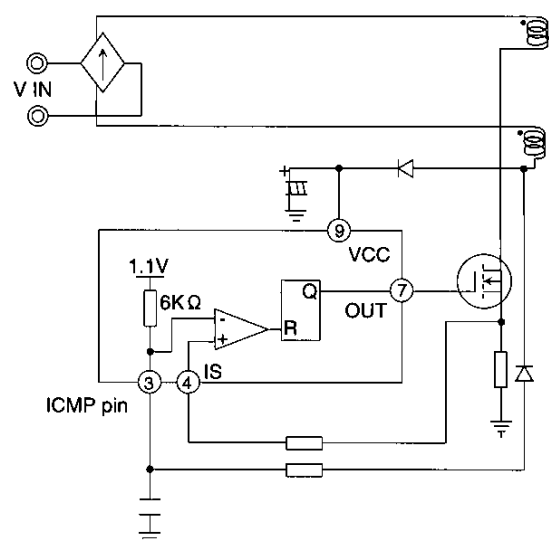 V IN
+
9
VCC
1.1V
6KΩ
-
+
Q
R
7
OUT
IS
3
4
ICMP pin